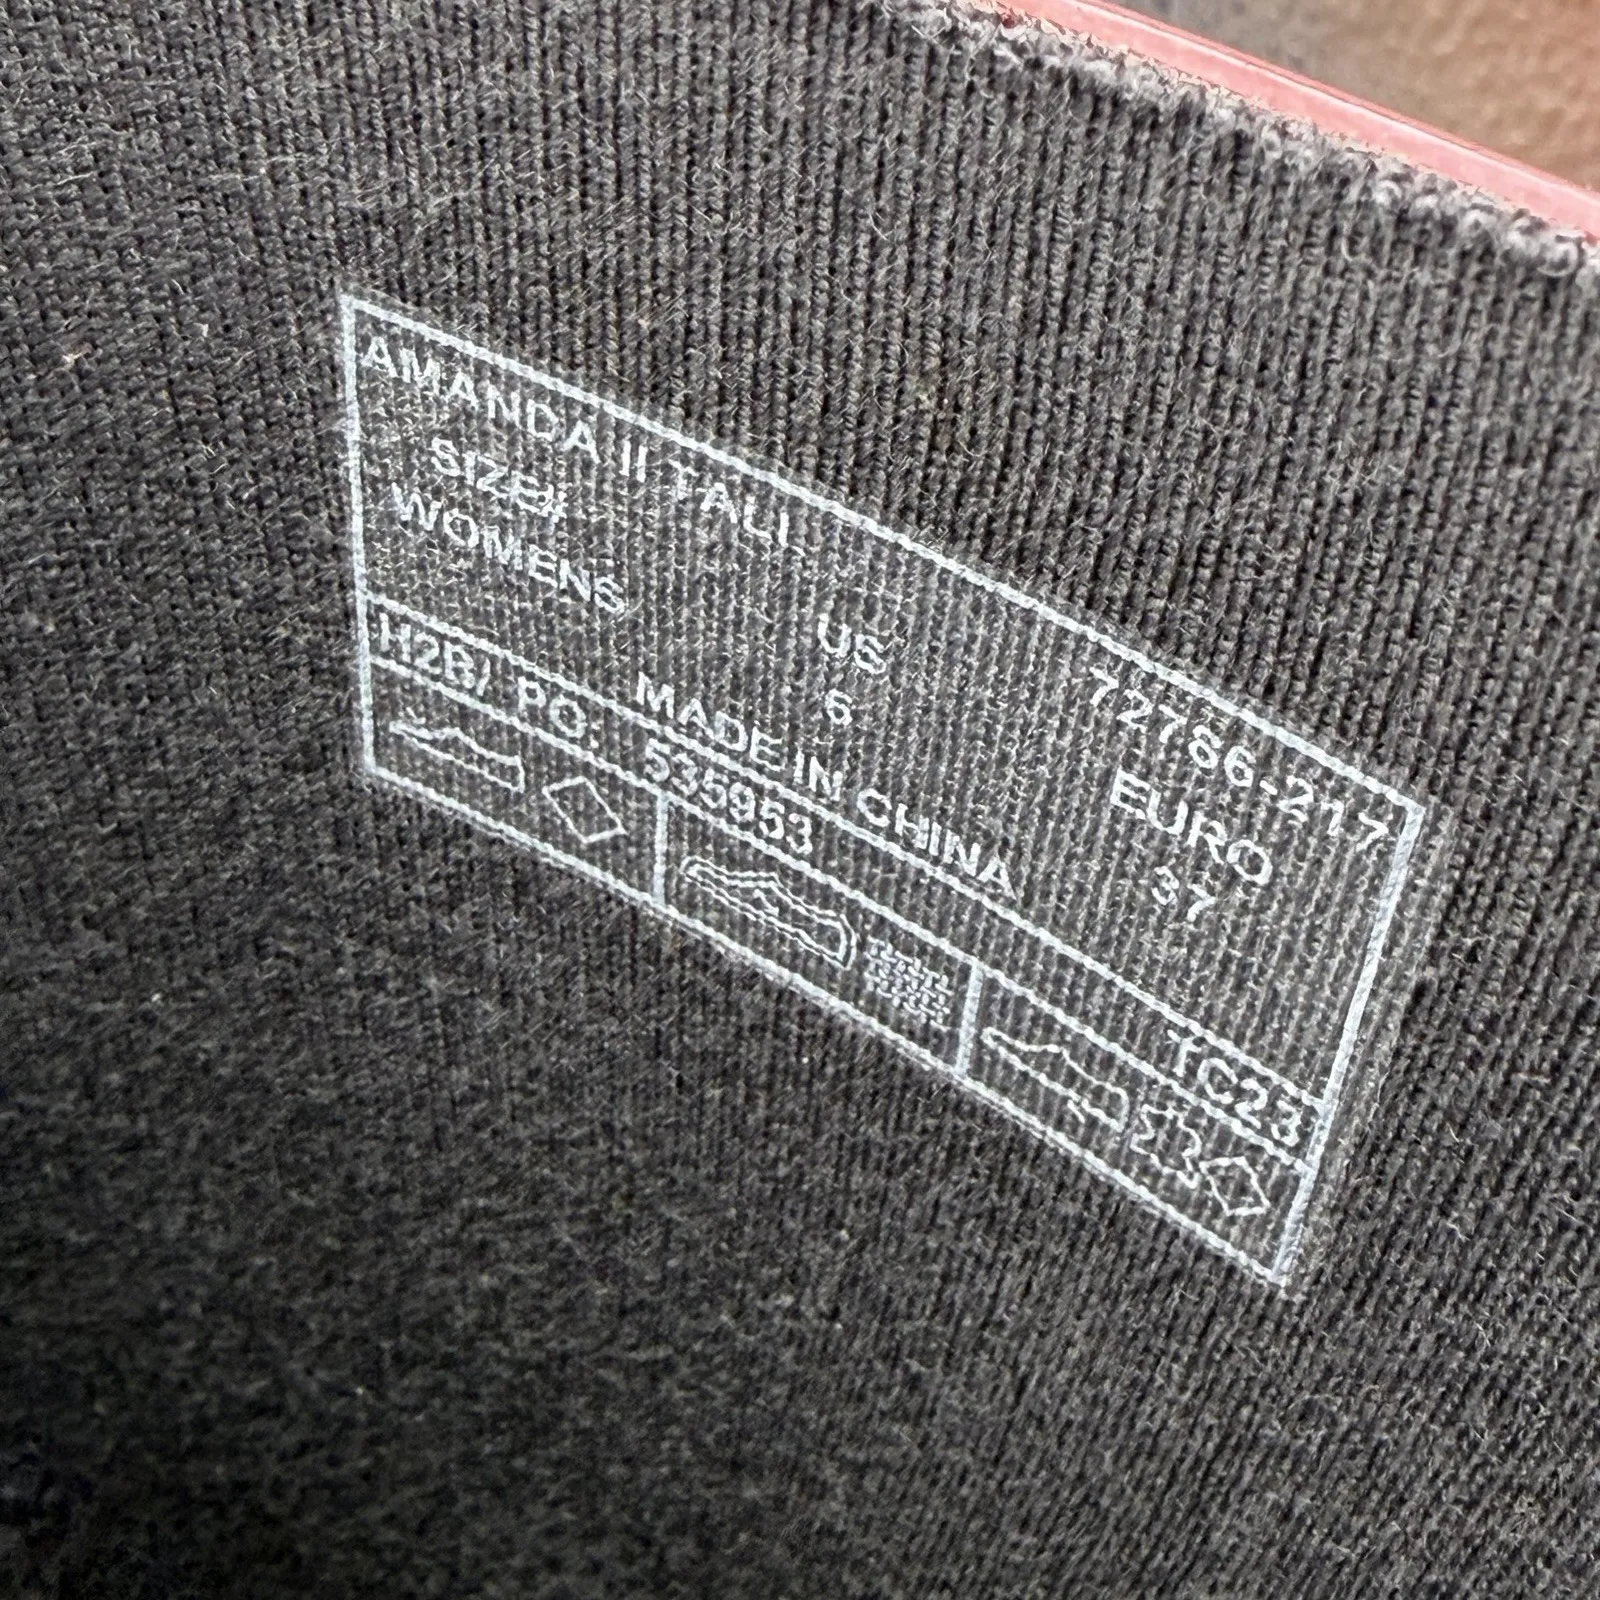 AMANDA II TALL 72786-217
SIZE# US EURO
WOMENS 6 37
MADE IN CHINA
H2B/ PO: 535953 TC23